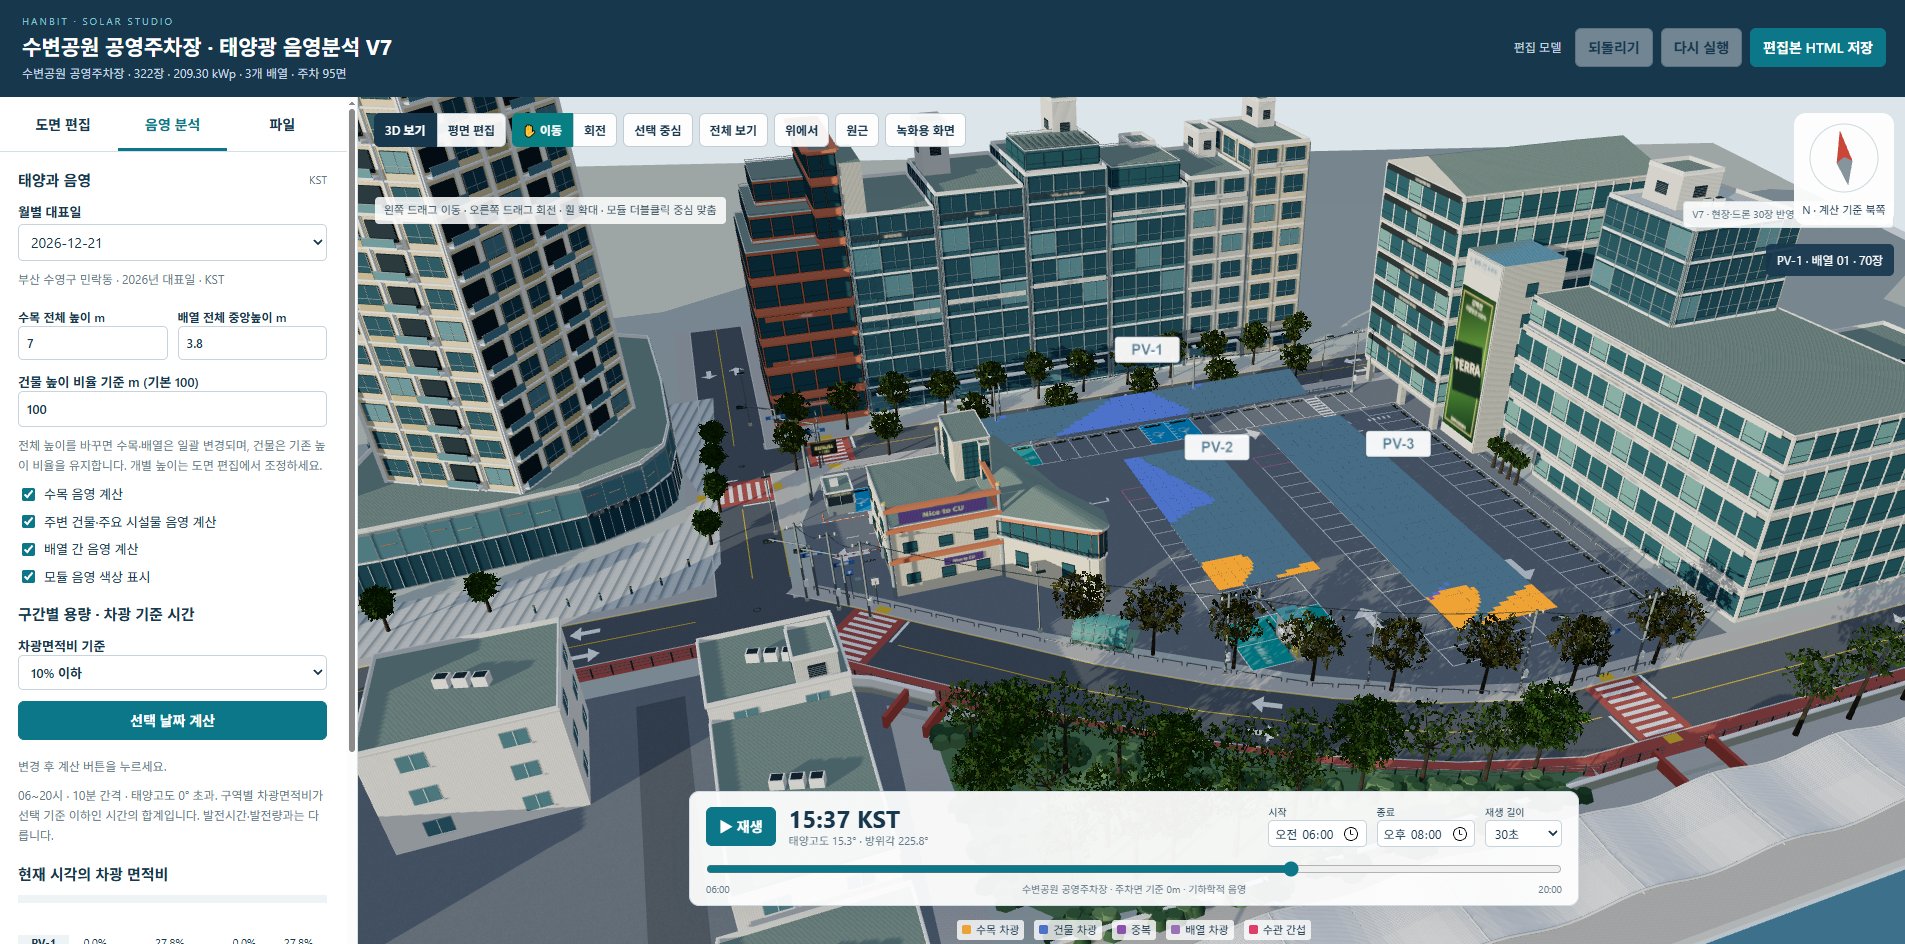 HANBIT · SOLAR STUDIO
수변공원 공영주차장 · 태양광 음영분석 V7
수변공원 공영주차장 · 322장 · 209.30 kWp · 3개 배열 · 주차 95면
편집 모델
되돌리기
다시 실행
편집본 HTML 저장
도면 편집
음영 분석
파일
태양과 음영
KST
월별 대표일
2026-12-21
부산 수영구 민락동 · 2026년 대표일 · KST
수목 전체 높이 m
배열 전체 중앙높이 m
7
3.8
건물 높이 비율 기준 m (기본 100)
100
전체 높이를 바꾸면 수목·배열은 일괄 변경되며, 건물은 기존 높
이 비율을 유지합니다. 개별 높이는 도면 편집에서 조정하세요.
수목 음영 계산
주변 건물·주요 시설물 음영 계산
배열 간 음영 계산
모듈 음영 색상 표시
구간별 용량 · 차광 기준 시간
차광면적비 기준
10% 이하
선택 날짜 계산
변경 후 계산 버튼을 누르세요.
06~20시 · 10분 간격 · 태양고도 0° 초과. 구역별 차광면적비가
선택 기준 이하인 시간의 합계입니다. 발전시간·발전량과는 다
릅니다.
현재 시각의 차광 면적비
PV-1 0.0% 27.8% 0.0% 27.8%
3D 보기
평면 편집
이동
회전
선택 중심
전체 보기
위에서
원근
녹화용 화면
왼쪽 드래그 이동 · 오른쪽 드래그 회전 · 휠 확대 · 모듈 더블클릭 중심 맞춤
V7 · 현장·드론 30장 반영
N · 계산 기준 북쪽
PV-1 · 배열 01 · 70장
PV-1
PV-2
PV-3
TERRA
Nice to CU
Nice to CU
재생
15:37 KST
태양고도 15.3° · 방위각 225.8°
시작
종료
재생 길이
오전 06:00
오후 08:00
30초
06:00
수변공원 공영주차장 · 주차면 기준 0m · 기하학적 음영
20:00
수목 차광
건물 차광
중복
배열 차광
수관 간섭